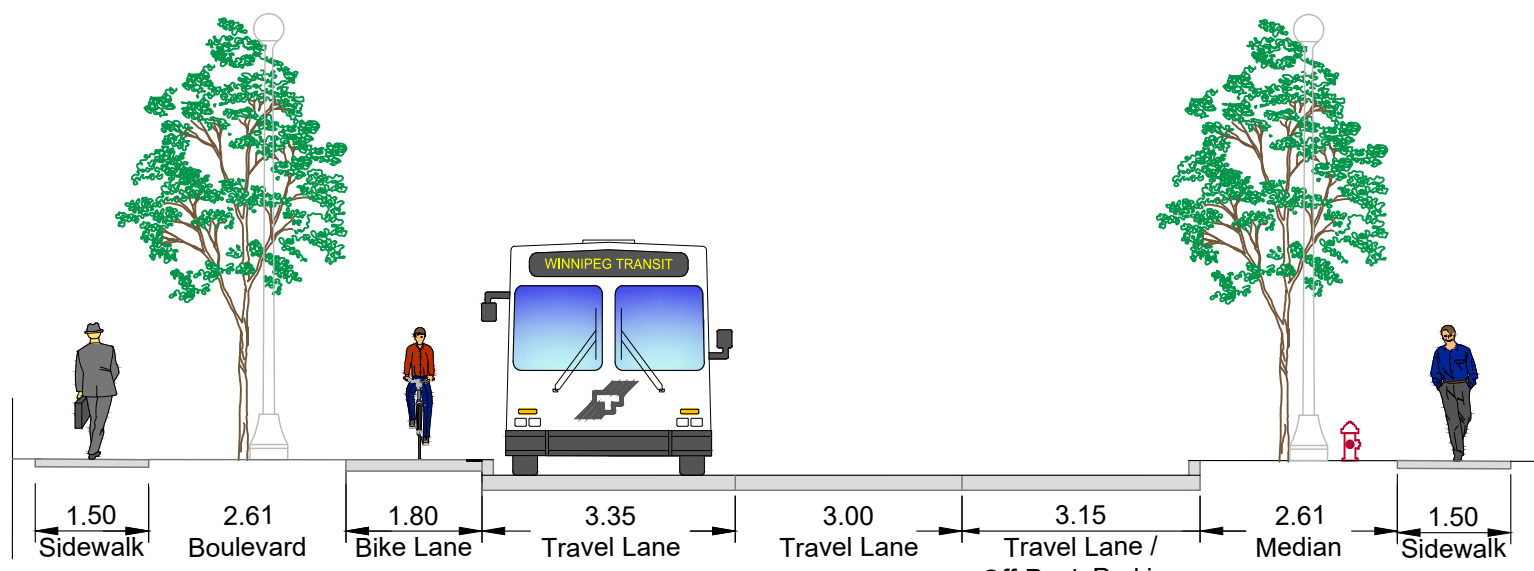 WINNIPEG TRANSIT
1.50
Sidewalk
2.61
Boulevard
1.80
Bike Lane
3.35
Travel Lane
3.00
Travel Lane
3.15
Travel Lane /
2.61
Median
1.50
Sidewalk